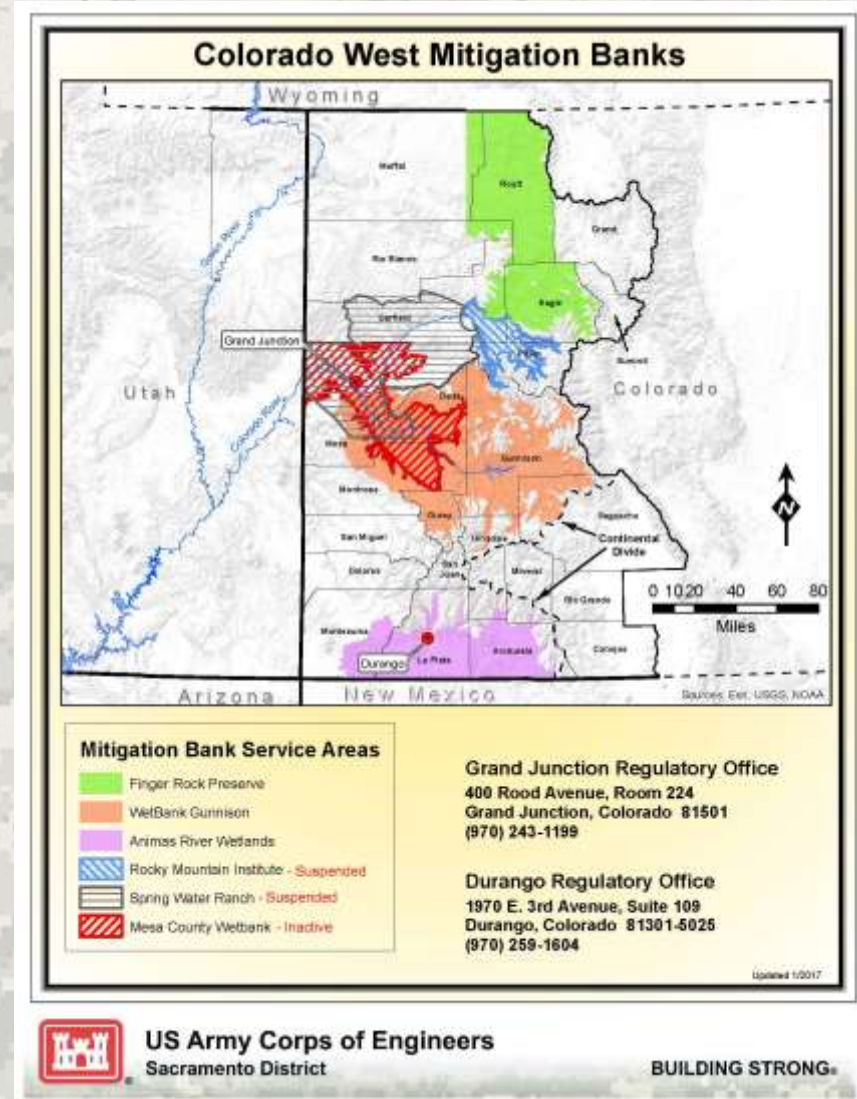 Colorado West Mitigation Banks
Wyoming
Moffat
Routt
Grand
Rio Blanco
Green River
Eagle
Garfield
Grand Junction
Summit
Pitkin
Utah
Colorado
Delta
Colorado River
Mesa
Gunnison
Montrose
N
Ouray
Saguache
Continental
Divide
San Miguel
Hinsdale
Dolores
San
Juan
Mineral
Rio Grande
0 10 20 40 60 80
Miles
Montezuma
Durango
La Plata
Archuleta
Conejos
Arizona
New Mexico
Sources: Esri, USGS, NOAA
Mitigation Bank Service Areas
Finger Rock Preserve
WetBank Gunnison
Animas River Wetlands
Rocky Mountain Institute - Suspended
Spring Water Ranch - Suspended
Mesa County Wetbank - Inactive
Grand Junction Regulatory Office
400 Rood Avenue, Room 224
Grand Junction, Colorado 81501
(970) 243-1199
Durango Regulatory Office
1970 E. 3rd Avenue, Suite 109
Durango, Colorado 81301-5025
(970) 259-1604
Updated 1/2017
US Army Corps of Engineers
Sacramento District
BUILDING STRONG®